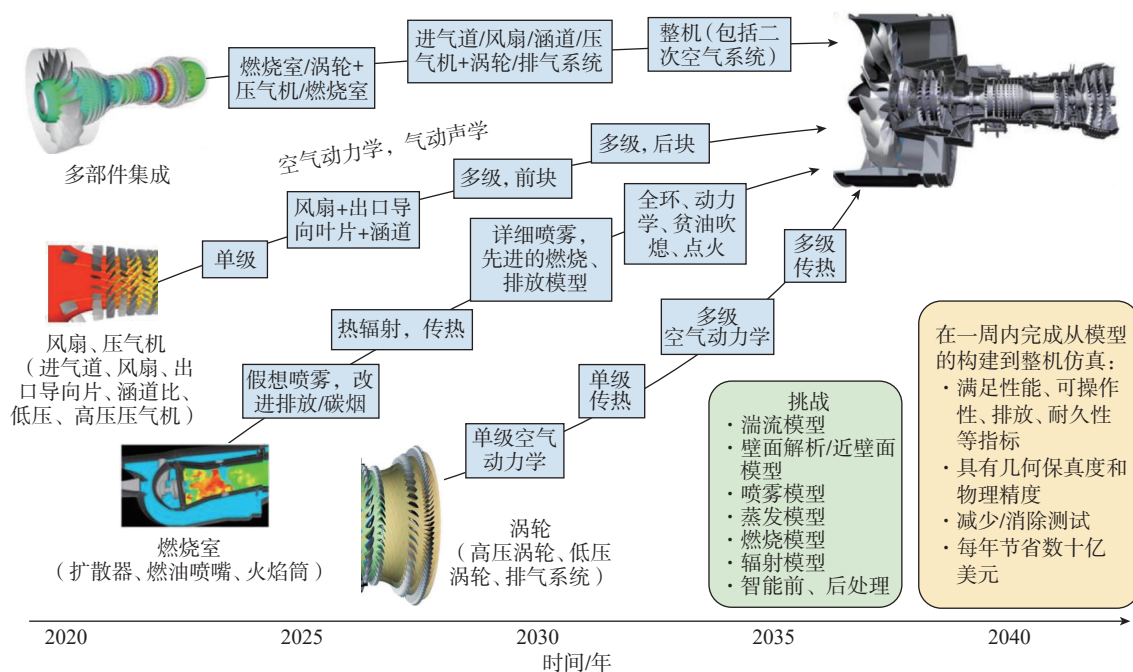 多部件集成
燃烧室/涡轮+
压气机/燃烧室
进气道/风扇/涵道/压
气机+涡轮/排气系统
整机(包括二
次空气系统)
空气动力学，气动声学
风扇、压气机
(进气道、风扇、出
口导向片、涵道比、
低压、高压压气机)
单级
风扇+出口导
向叶片+涵道
多级, 前块
多级, 后块
燃烧室
(扩散器、燃油喷嘴、火焰筒)
假想喷雾，改
进排放/碳烟
热辐射，传热
详细喷雾，
先进的燃烧、
排放模型
全环、动力
学、贫油吹
熄、点火
涡轮
(高压涡轮、低压
涡轮、排气系统)
单级空气
动力学
单级
传热
多级
空气动力学
多级
传热
挑战
·湍流模型
·壁面解析/近壁面
模型
·喷雾模型
·蒸发模型
·燃烧模型
·辐射模型
·智能前、后处理
在一周内完成从模型
的构建到整机仿真：
·满足性能、可操作
性、排放、耐久性
等指标
·具有几何保真度和
物理精度
·减少/消除测试
·每年节省数十亿
美元
2020 2025 2030 2035 2040
时间/年